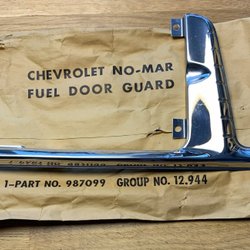 CHEVROLET NO-MAR
FUEL DOOR GUARD
1-PART NO. 987099 GROUP NO. 12.944